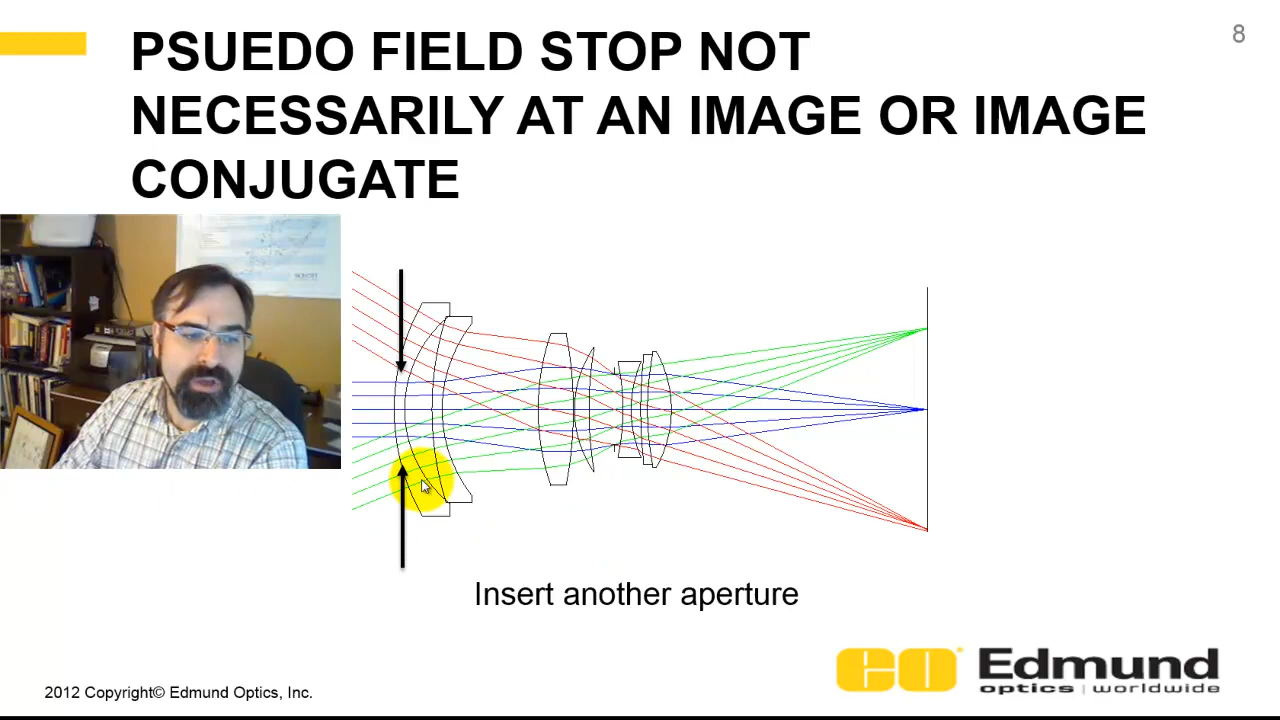 PSUEDO FIELD STOP NOT
NECESSARILY AT AN IMAGE OR IMAGE
CONJUGATE
8
Insert another aperture
2012 Copyright© Edmund Optics, Inc.
EO Edmund
optics | worldwide